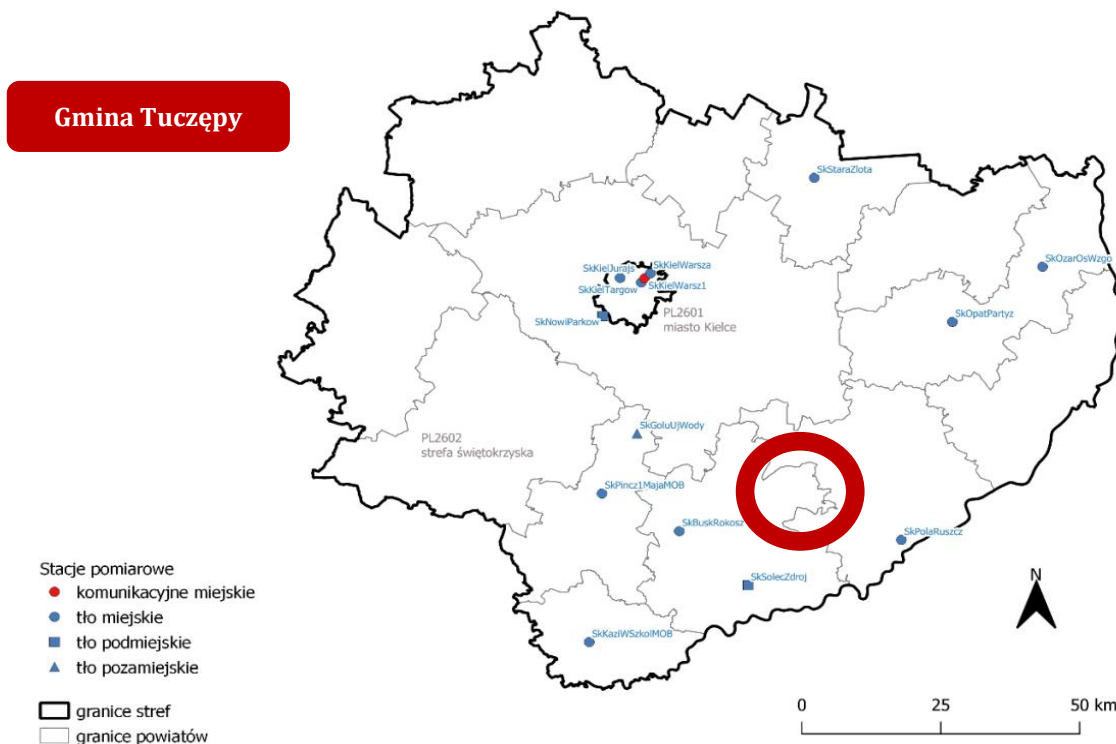 Gmina Tuczępy
SkStaraZlota
SkOzarOsWzgo
SkKielJurajs
SkKielWarsza
SkKielTargow
SkKielWarsz1
SkNowiParkow
PL2601
miasto Kielce
SkOpatPartyz
SkGoluUjWody
PL2602
strefa świętokrzyska
SkPincz1MajaMOB
SkBuskRokosz
SkPolaRuszcz
SkSolecZdroj
SkKaziWSzkolMOB
Stacje pomiarowe
komunikacyjne miejskie
tło miejskie
tło podmiejskie
tło pozamiejskie
granice stref
granice powiatów
N
0 25 50 km